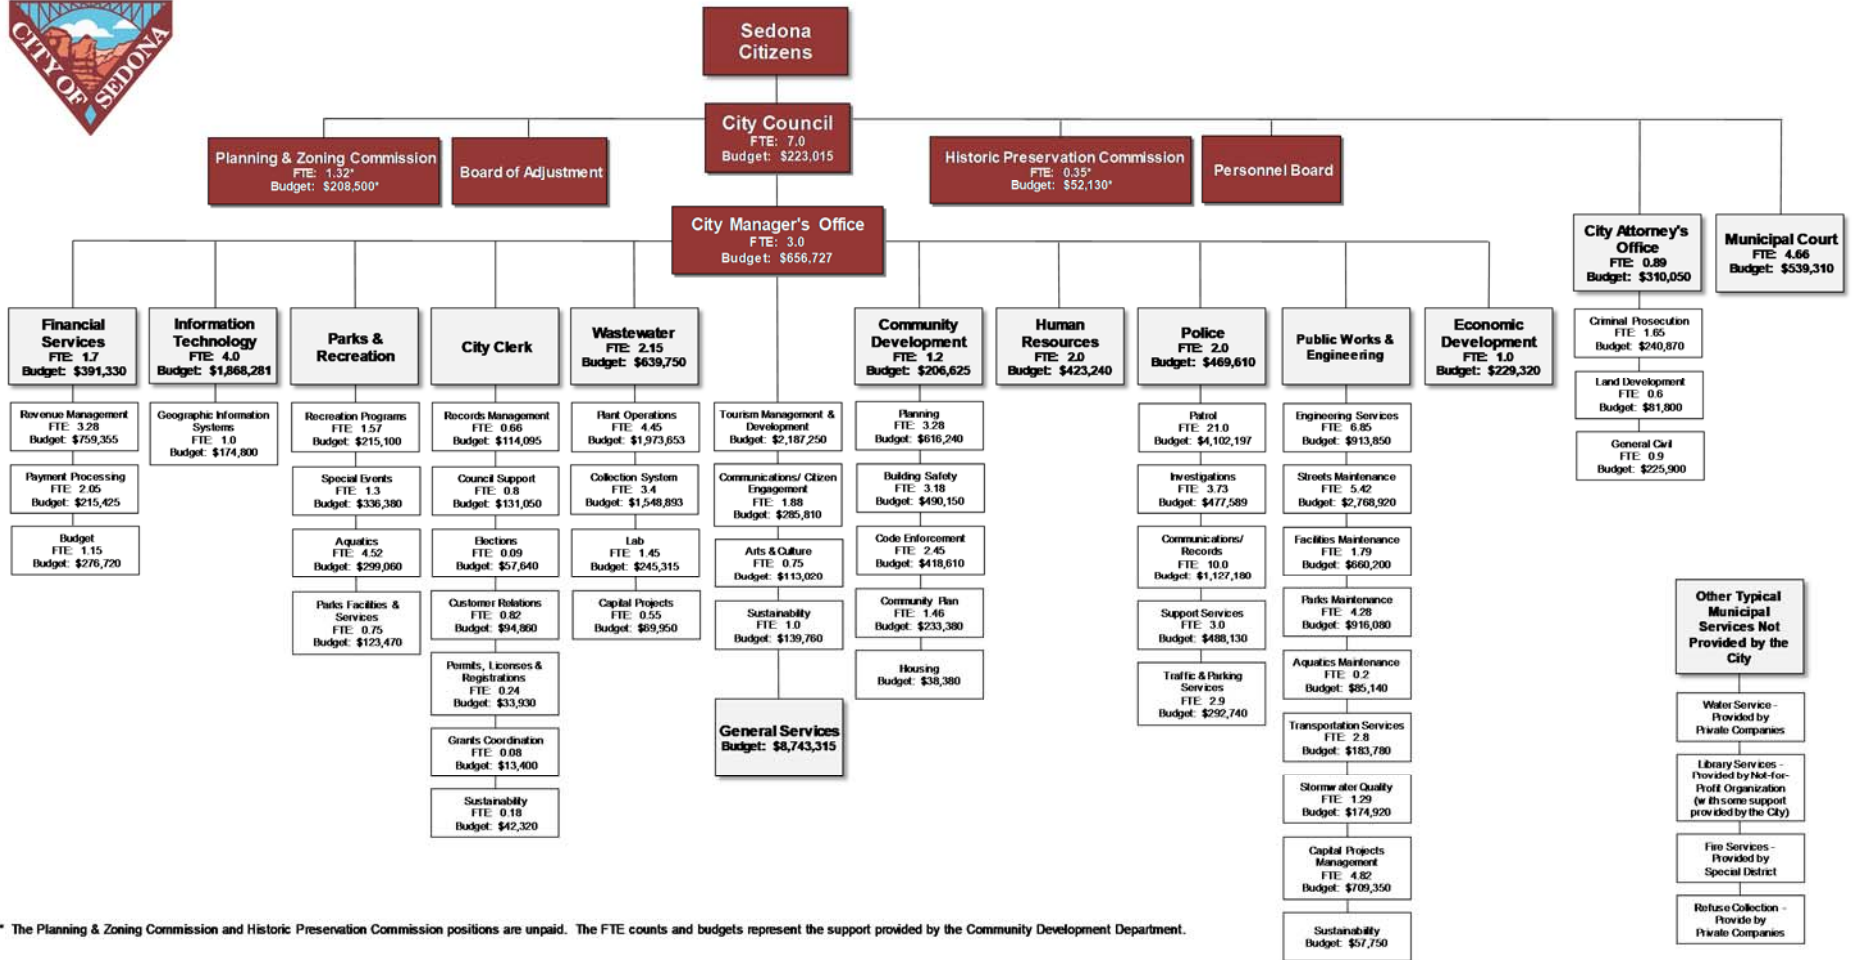 CITY OF SEDONA
Sedona
Citizens
City Council
FTE: 7.0
Budget: $223,015
Planning & Zoning Commission
FTE: 1.32*
Budget: $208,500*
Board of Adjustment
Historic Preservation Commission
FTE: 0.35*
Budget: $52,130*
Personnel Board
City Manager's Office
FTE: 3.0
Budget: $656,727
City Attorney's
Office
FTE: 0.89
Budget: $310,050
Municipal Court
FTE: 4.66
Budget: $539,310
Financial
Services
FTE: 1.7
Budget: $391,330
Revenue Management
FTE: 3.28
Budget: $759,355
Payment Processing
FTE: 2.05
Budget: $215,425
Budget
FTE: 1.15
Budget: $276,720
Information
Technology
FTE: 4.0
Budget: $1,868,281
Geographic Information
Systems
FTE: 1.0
Budget: $174,800
Parks &
Recreation
Recreation Programs
FTE: 1.57
Budget: $215,100
Special Events
FTE: 1.3
Budget: $336,380
Aquatics
FTE: 4.52
Budget: $299,060
Parks Facilities &
Services
FTE: 0.75
Budget: $123,470
City Clerk
Records Management
FTE: 0.66
Budget: $114,095
Council Support
FTE: 0.8
Budget: $131,050
Elections
FTE: 0.09
Budget: $57,640
Customer Relations
FTE: 0.82
Budget: $94,860
Permits, Licenses &
Registrations
FTE: 0.24
Budget: $33,930
Grants Coordination
FTE: 0.08
Budget: $13,400
Sustainability
FTE: 0.18
Budget: $42,320
Wastewater
FTE: 2.15
Budget: $639,750
Plant Operations
FTE: 4.45
Budget: $1,973,653
Collection System
FTE: 3.4
Budget: $1,548,893
Lab
FTE: 1.45
Budget: $245,315
Capital Projects
FTE: 0.55
Budget: $69,950
Tourism Management &
Development
Budget: $2,187,250
Communications/ Citizen
Engagement
FTE: 1.88
Budget: $285,810
Arts & Culture
FTE: 0.75
Budget: $113,020
Sustainability
FTE: 1.0
Budget: $139,760
General Services
Budget: $8,743,315
Community
Development
FTE: 1.2
Budget: $206,625
Planning
FTE: 3.28
Budget: $616,240
Building Safety
FTE: 3.18
Budget: $490,150
Code Enforcement
FTE: 2.45
Budget: $418,610
Community Plan
FTE: 1.46
Budget: $233,380
Housing
Budget: $38,380
Human
Resources
FTE: 2.0
Budget: $423,240
Police
FTE: 2.0
Budget: $469,610
Patrol
FTE: 21.0
Budget: $4,102,197
Investigations
FTE: 3.73
Budget: $477,589
Communications/
Records
FTE: 10.0
Budget: $1,127,180
Support Services
FTE: 3.0
Budget: $488,130
Traffic & Parking
Services
FTE: 2.9
Budget: $292,740
Public Works &
Engineering
Engineering Services
FTE: 6.85
Budget: $913,850
Streets Maintenance
FTE: 5.42
Budget: $2,768,920
Facilities Maintenance
FTE: 1.79
Budget: $660,200
Parks Maintenance
FTE: 4.28
Budget: $916,080
Aquatics Maintenance
FTE: 0.2
Budget: $85,140
Transportation Services
FTE: 2.8
Budget: $183,780
Stormwater Quality
FTE: 1.29
Budget: $174,920
Capital Projects
Management
FTE: 4.82
Budget: $709,350
Sustainability
Budget: $57,750
Economic
Development
FTE: 1.0
Budget: $229,320
Criminal Prosecution
FTE: 1.65
Budget: $240,870
Land Development
FTE: 0.6
Budget: $81,800
General Civil
FTE: 0.9
Budget: $225,900
Other Typical
Municipal
Services Not
Provided by the
City
Water Service -
Provided by
Private Companies
Library Services -
Provided by Not-for-
Profit Organization
(with some support
provided by the City)
Fire Services -
Provided by
Special District
Refuse Collection -
Provide by
Private Companies
* The Planning & Zoning Commission and Historic Preservation Commission positions are unpaid. The FTE counts and budgets represent the support provided by the Community Development Department.